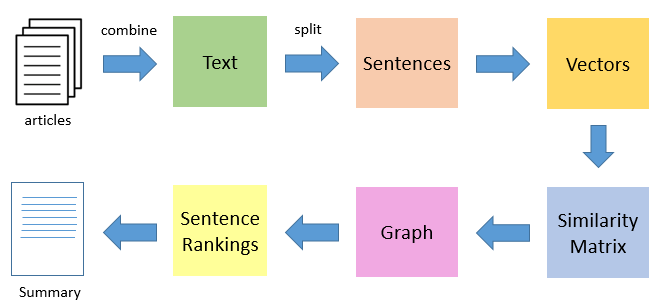 combine
split
Text
Sentences
Vectors
articles
Similarity
Matrix
Graph
Sentence
Rankings
Summary